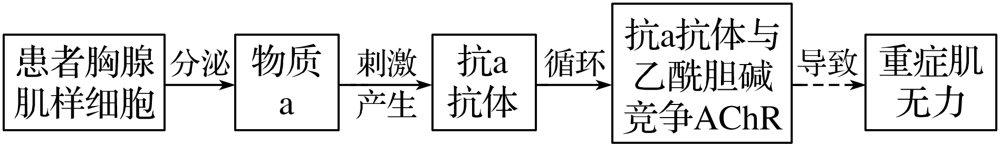 患者胸腺
肌样细胞
分泌
物质
a
刺激
产生
抗a
抗体
循环
抗a抗体与
乙酰胆碱
竞争AChR
导致
重症肌
无力